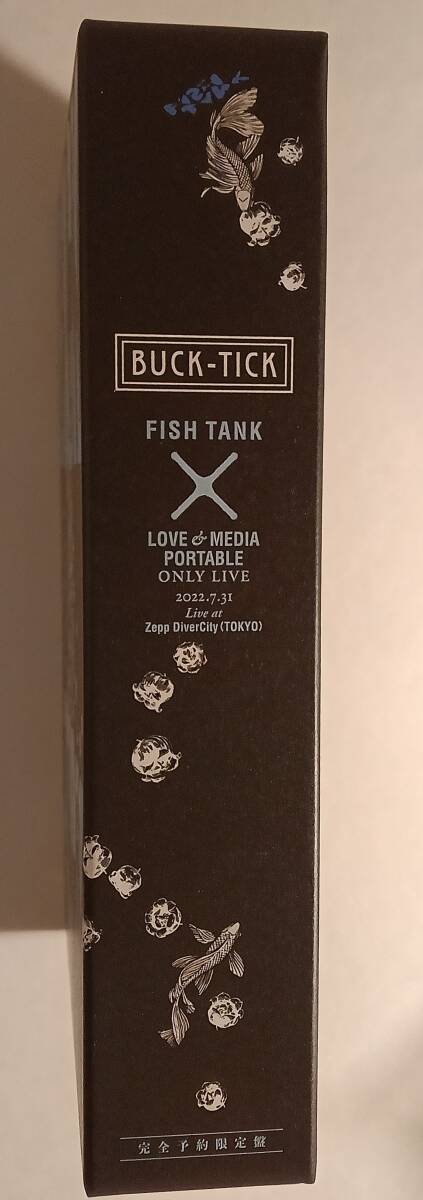 BUCK-TICK
FISH TANK
×
LOVE & MEDIA
PORTABLE
ONLY LIVE
2022.7.31
Live at
Zepp DiverCity (TOKYO)
完全予約限定盤